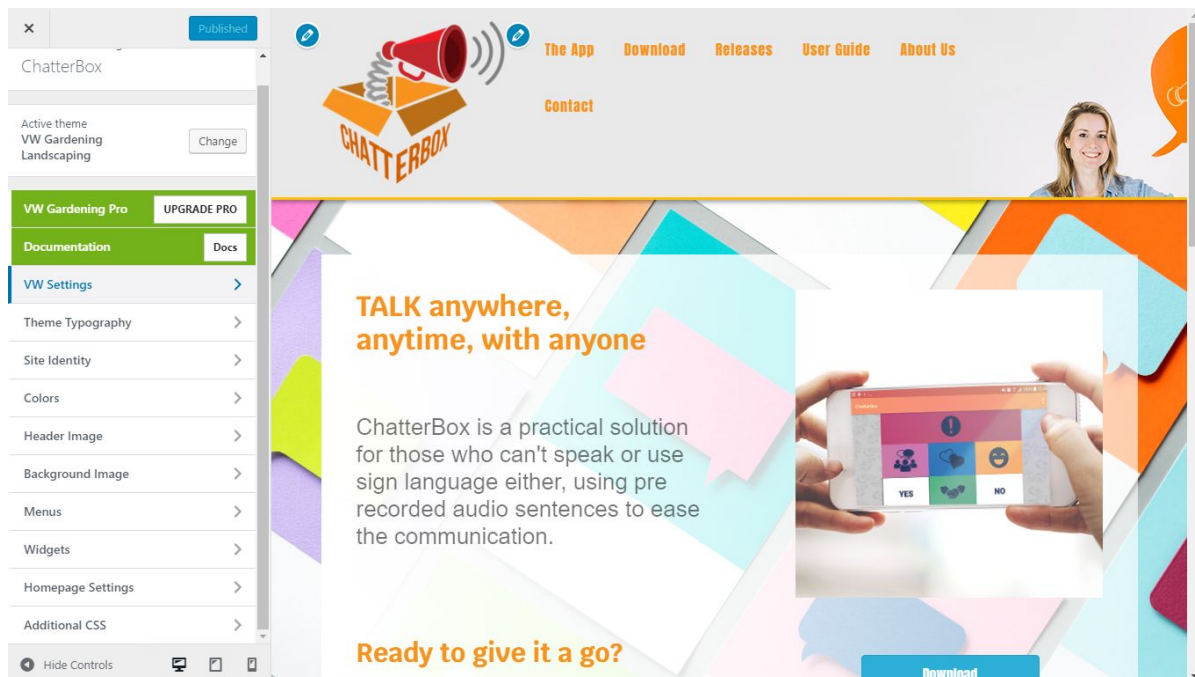 Published
ChatterBox
Active theme
VW Gardening
Landscaping
Change
VW Gardening Pro
UPGRADE PRO
Documentation
Docs
VW Settings
Theme Typography
Site Identity
Colors
Header Image
Background Image
Menus
Widgets
Homepage Settings
Additional CSS
Hide Controls
CHATTERBOX
The App Download Releases User Guide About Us
Contact
TALK anywhere,
anytime, with anyone
ChatterBox is a practical solution
for those who can't speak or use
sign language either, using pre
recorded audio sentences to ease
the communication.
YES
NO
Ready to give it a go?
Download